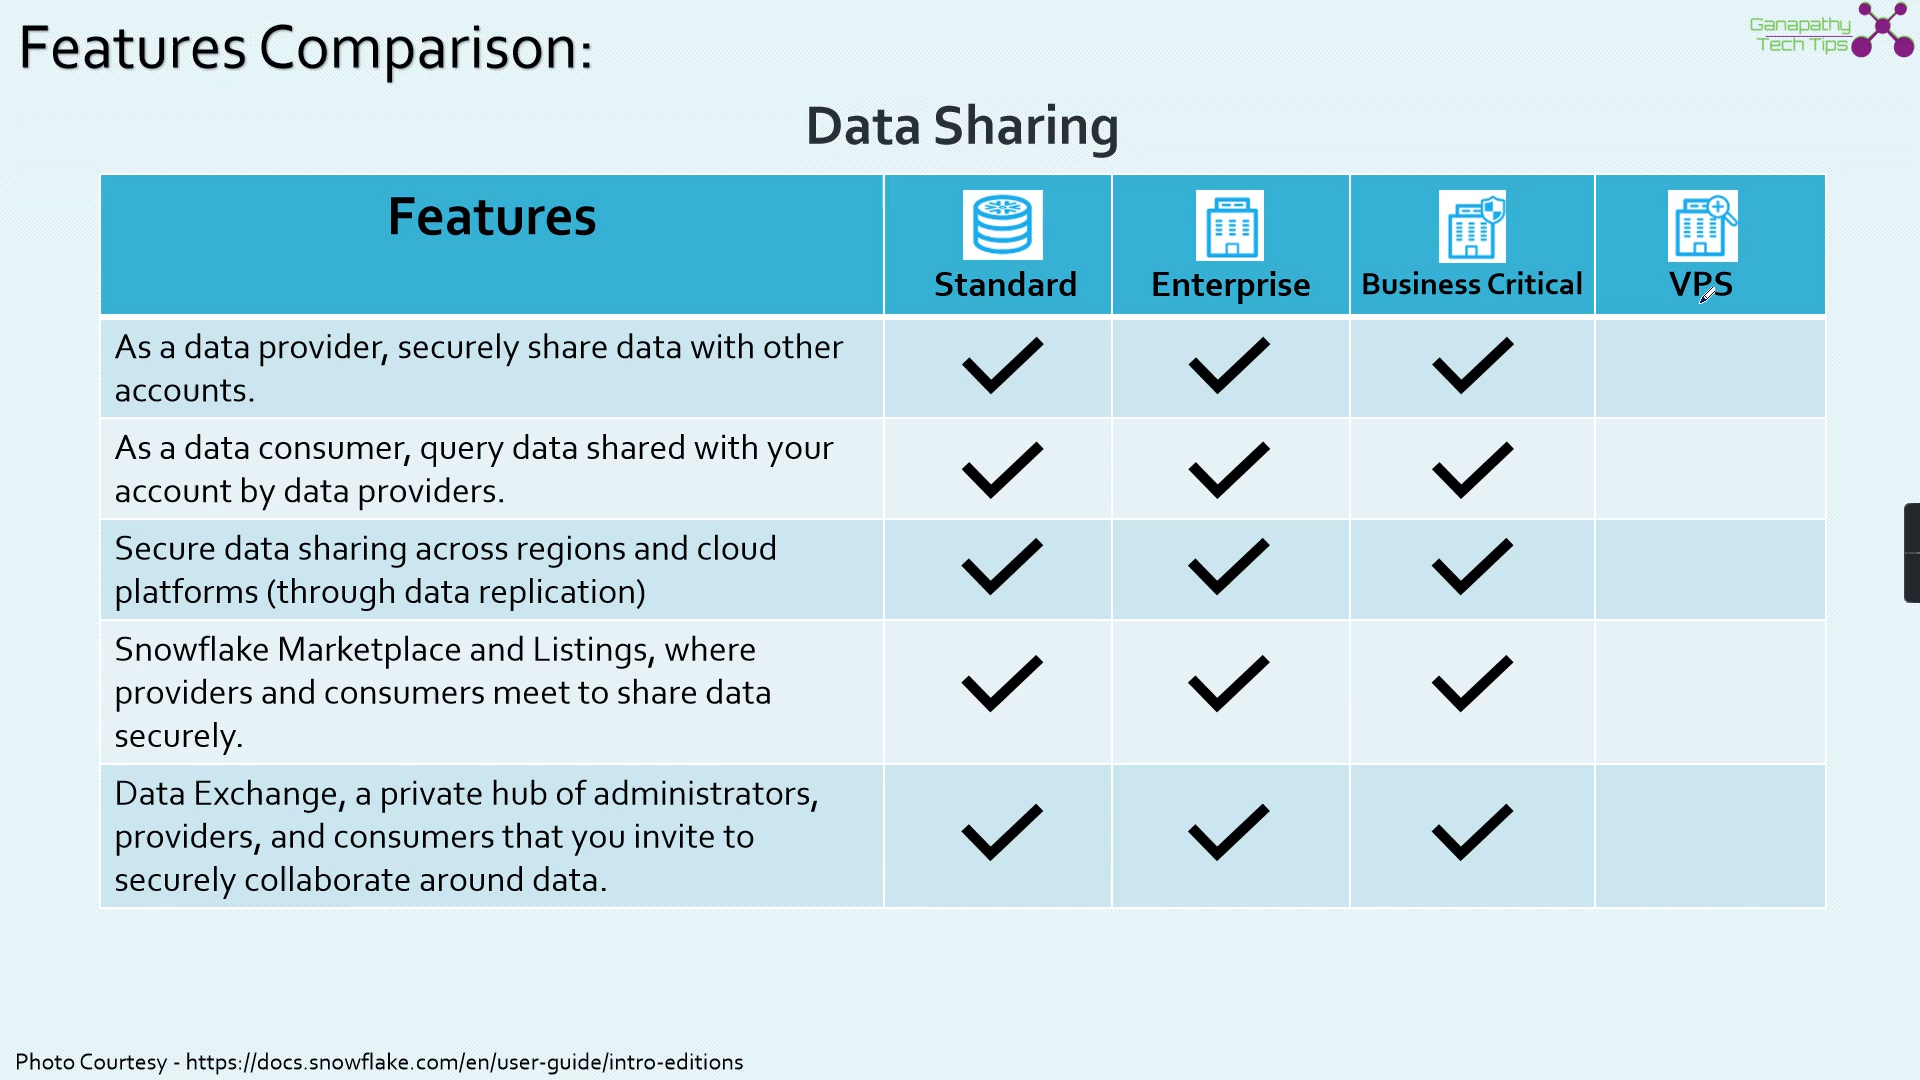 Features Comparison:
Ganapathy
Tech Tips
Data Sharing
Features
Standard
Enterprise
Business Critical
VPS
As a data provider, securely share data with other
accounts.
As a data consumer, query data shared with your
account by data providers.
Secure data sharing across regions and cloud
platforms (through data replication)
Snowflake Marketplace and Listings, where
providers and consumers meet to share data
securely.
Data Exchange, a private hub of administrators,
providers, and consumers that you invite to
securely collaborate around data.
Photo Courtesy - https://docs.snowflake.com/en/user-guide/intro-editions